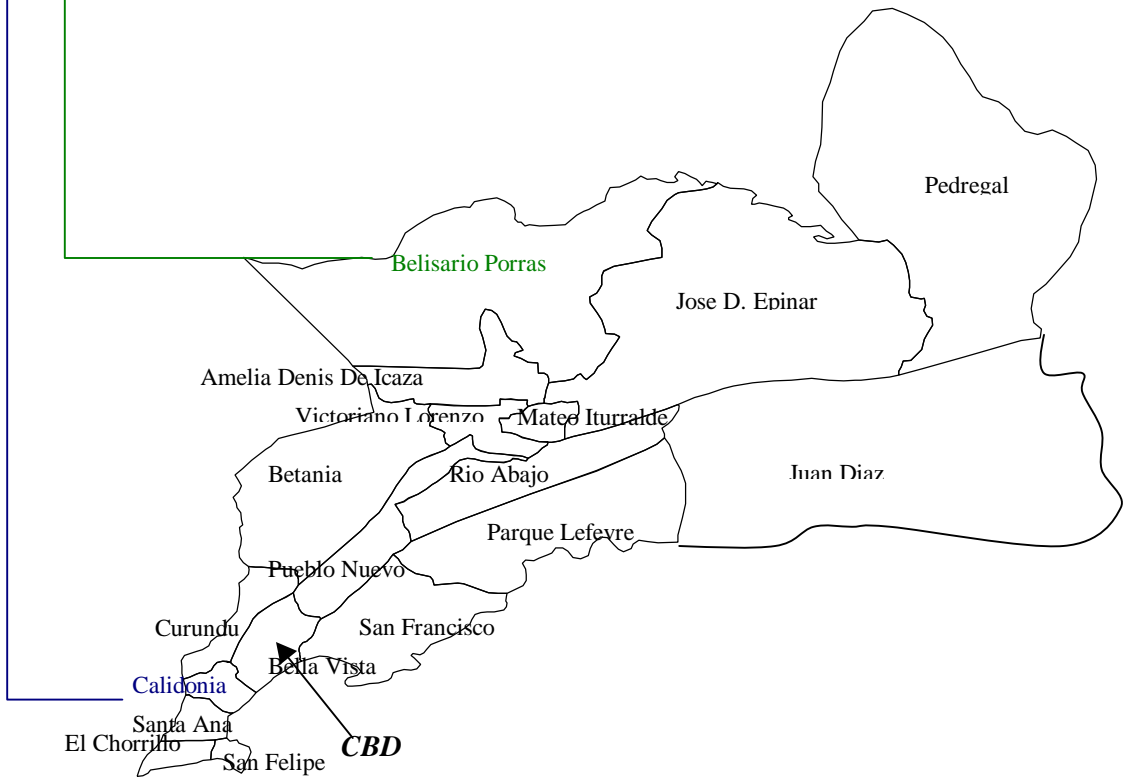 Pedregal
Belisario Porras
Jose D. Epinar
Amelia Denis De Icaza
Victoriano Lorenzo
Mateo Iturralde
Betania
Rio Abajo
Juan Diaz
Parque Lefevre
Pueblo Nuevo
Curundu
San Francisco
Bella Vista
Calidonia
Santa Ana
El Chorrillo
CBD
San Felipe